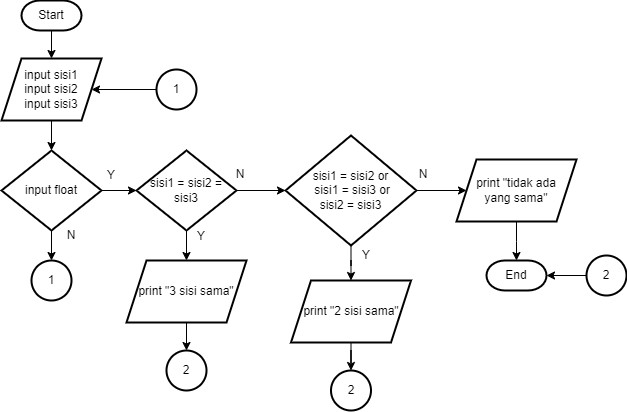 Start
input sisi1
input sisi2
input sisi3
1
input float
Y
N
1
sisi1 = sisi2 =
sisi3
N
Y
print "3 sisi sama"
2
sisi1 = sisi2 or
sisi1 = sisi3 or
sisi2 = sisi3
N
Y
print "2 sisi sama"
2
print "tidak ada
yang sama"
End
2